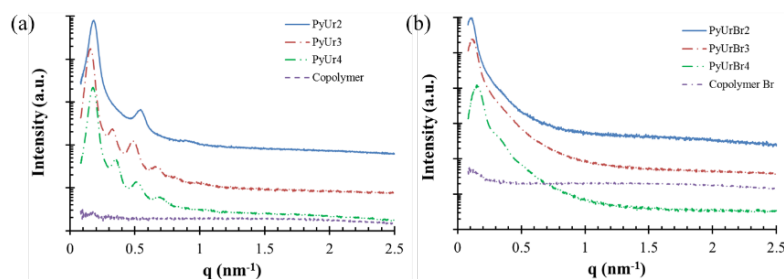 (a)
PyUr2
PyUr3
PyUr4
Copolymer
Intensity (a.u.)
0 0.5 1 1.5 2 2.5
q (nm⁻¹)
(b)
PyUrBr2
PyUrBr3
PyUrBr4
Copolymer Br
Intensity (a.u.)
0 0.5 1 1.5 2 2.5
q (nm⁻¹)